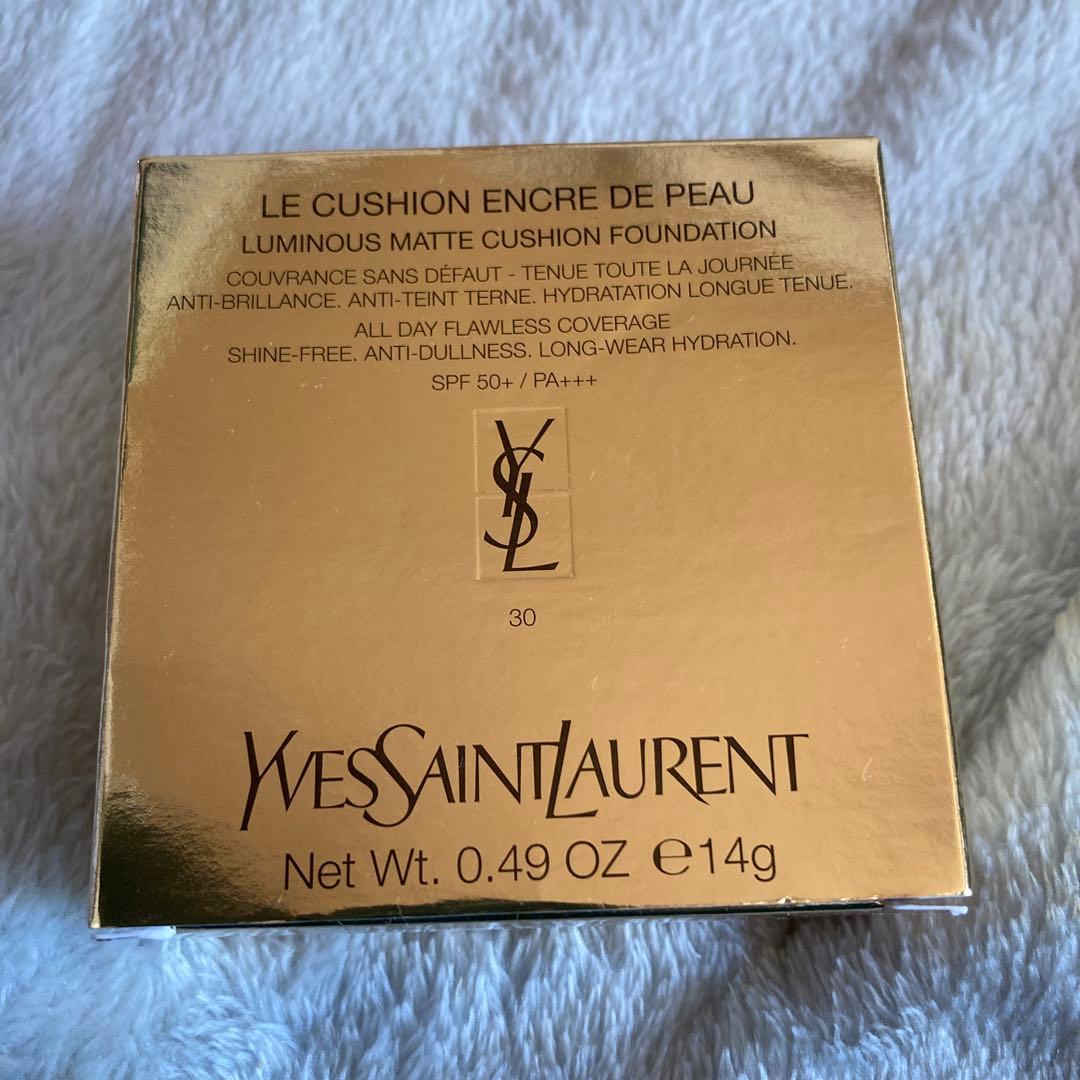 LE CUSHION ENCRE DE PEAU
LUMINOUS MATTE CUSHION FOUNDATION
COUVRANCE SANS DÉFAUT - TENUE TOUTE LA JOURNÉE
ANTI-BRILLANCE. ANTI-TEINT TERNE. HYDRATATION LONGUE TENUE.
ALL DAY FLAWLESS COVERAGE
SHINE-FREE. ANTI-DULLNESS. LONG-WEAR HYDRATION.
SPF 50+ / PA+++
YSL
30
YVESSAINTLAURENT
Net Wt. 0.49 OZ ℮14g